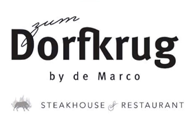 zum
Dorfkrug
by de Marco
STEAKHOUSE & RESTAURANT